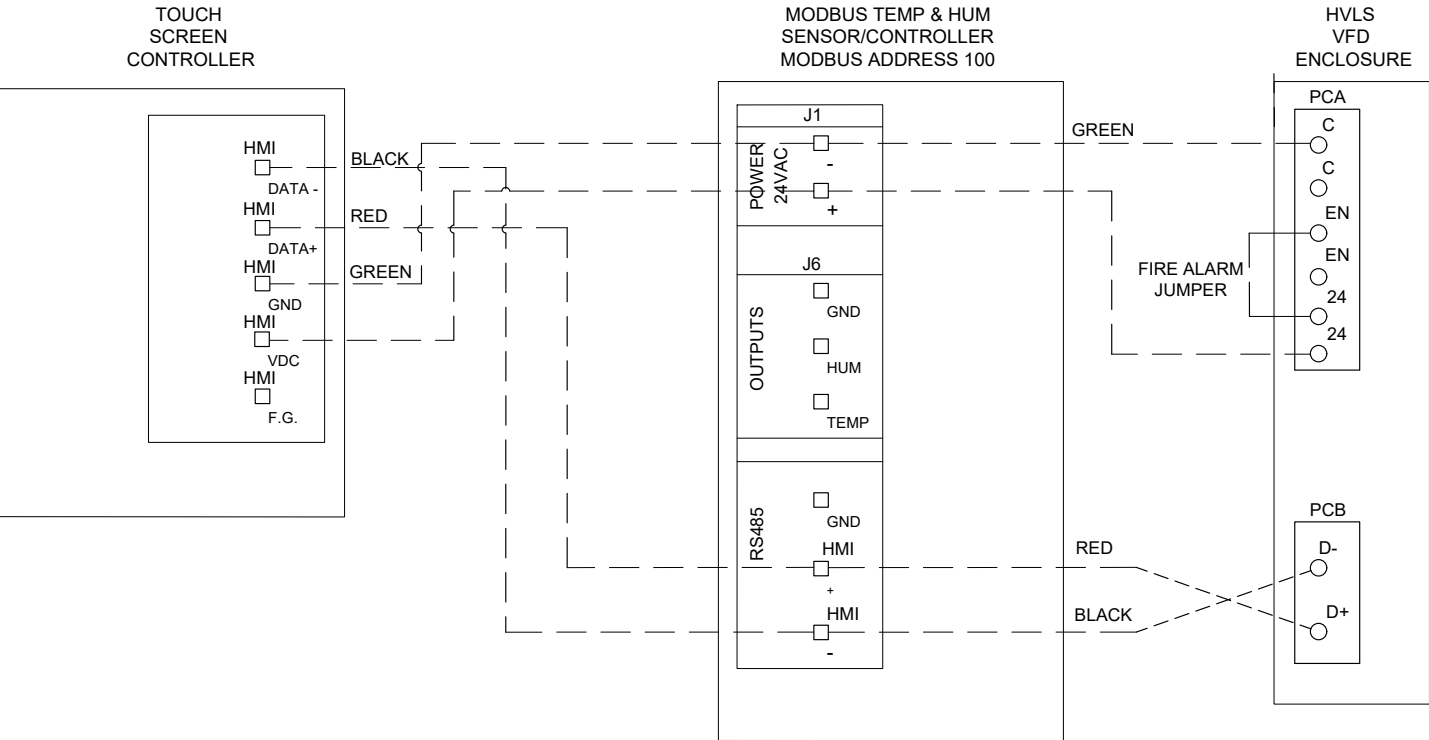 TOUCH
SCREEN
CONTROLLER
HMI
DATA -
HMI
DATA+
HMI
GND
HMI
VDC
HMI
F.G.
BLACK
RED
GREEN
MODBUS TEMP & HUM
SENSOR/CONTROLLER
MODBUS ADDRESS 100
J1
POWER
24VAC
-
+
J6
OUTPUTS
GND
HUM
TEMP
RS485
GND
HMI
+
HMI
-
GREEN
FIRE ALARM
JUMPER
RED
BLACK
HVLS
VFD
ENCLOSURE
PCA
C
C
EN
EN
24
24
PCB
D-
D+